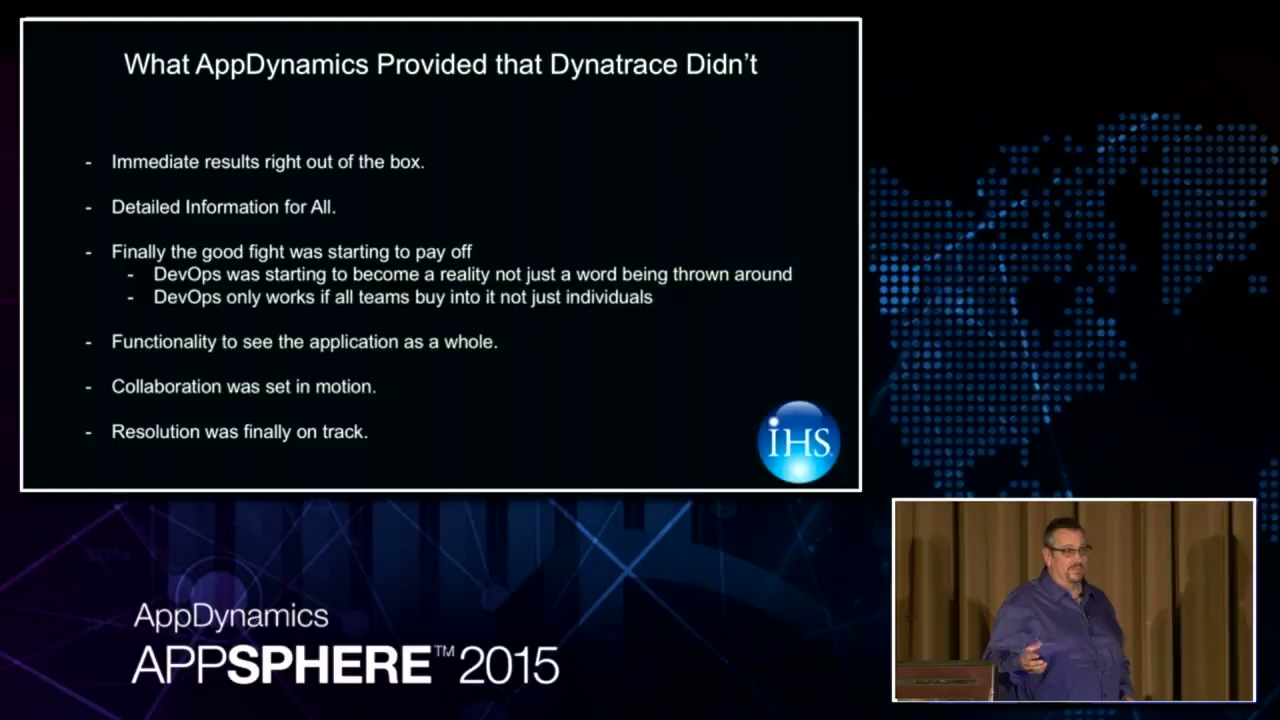 What AppDynamics Provided that Dynatrace Didn't
- Immediate results right out of the box.
- Detailed Information for All.
- Finally the good fight was starting to pay off
- DevOps was starting to become a reality not just a word being thrown around
- DevOps only works if all teams buy into it not just individuals
- Functionality to see the application as a whole.
- Collaboration was set in motion.
- Resolution was finally on track.
IHS
AppDynamics
APPSPHERE™ 2015